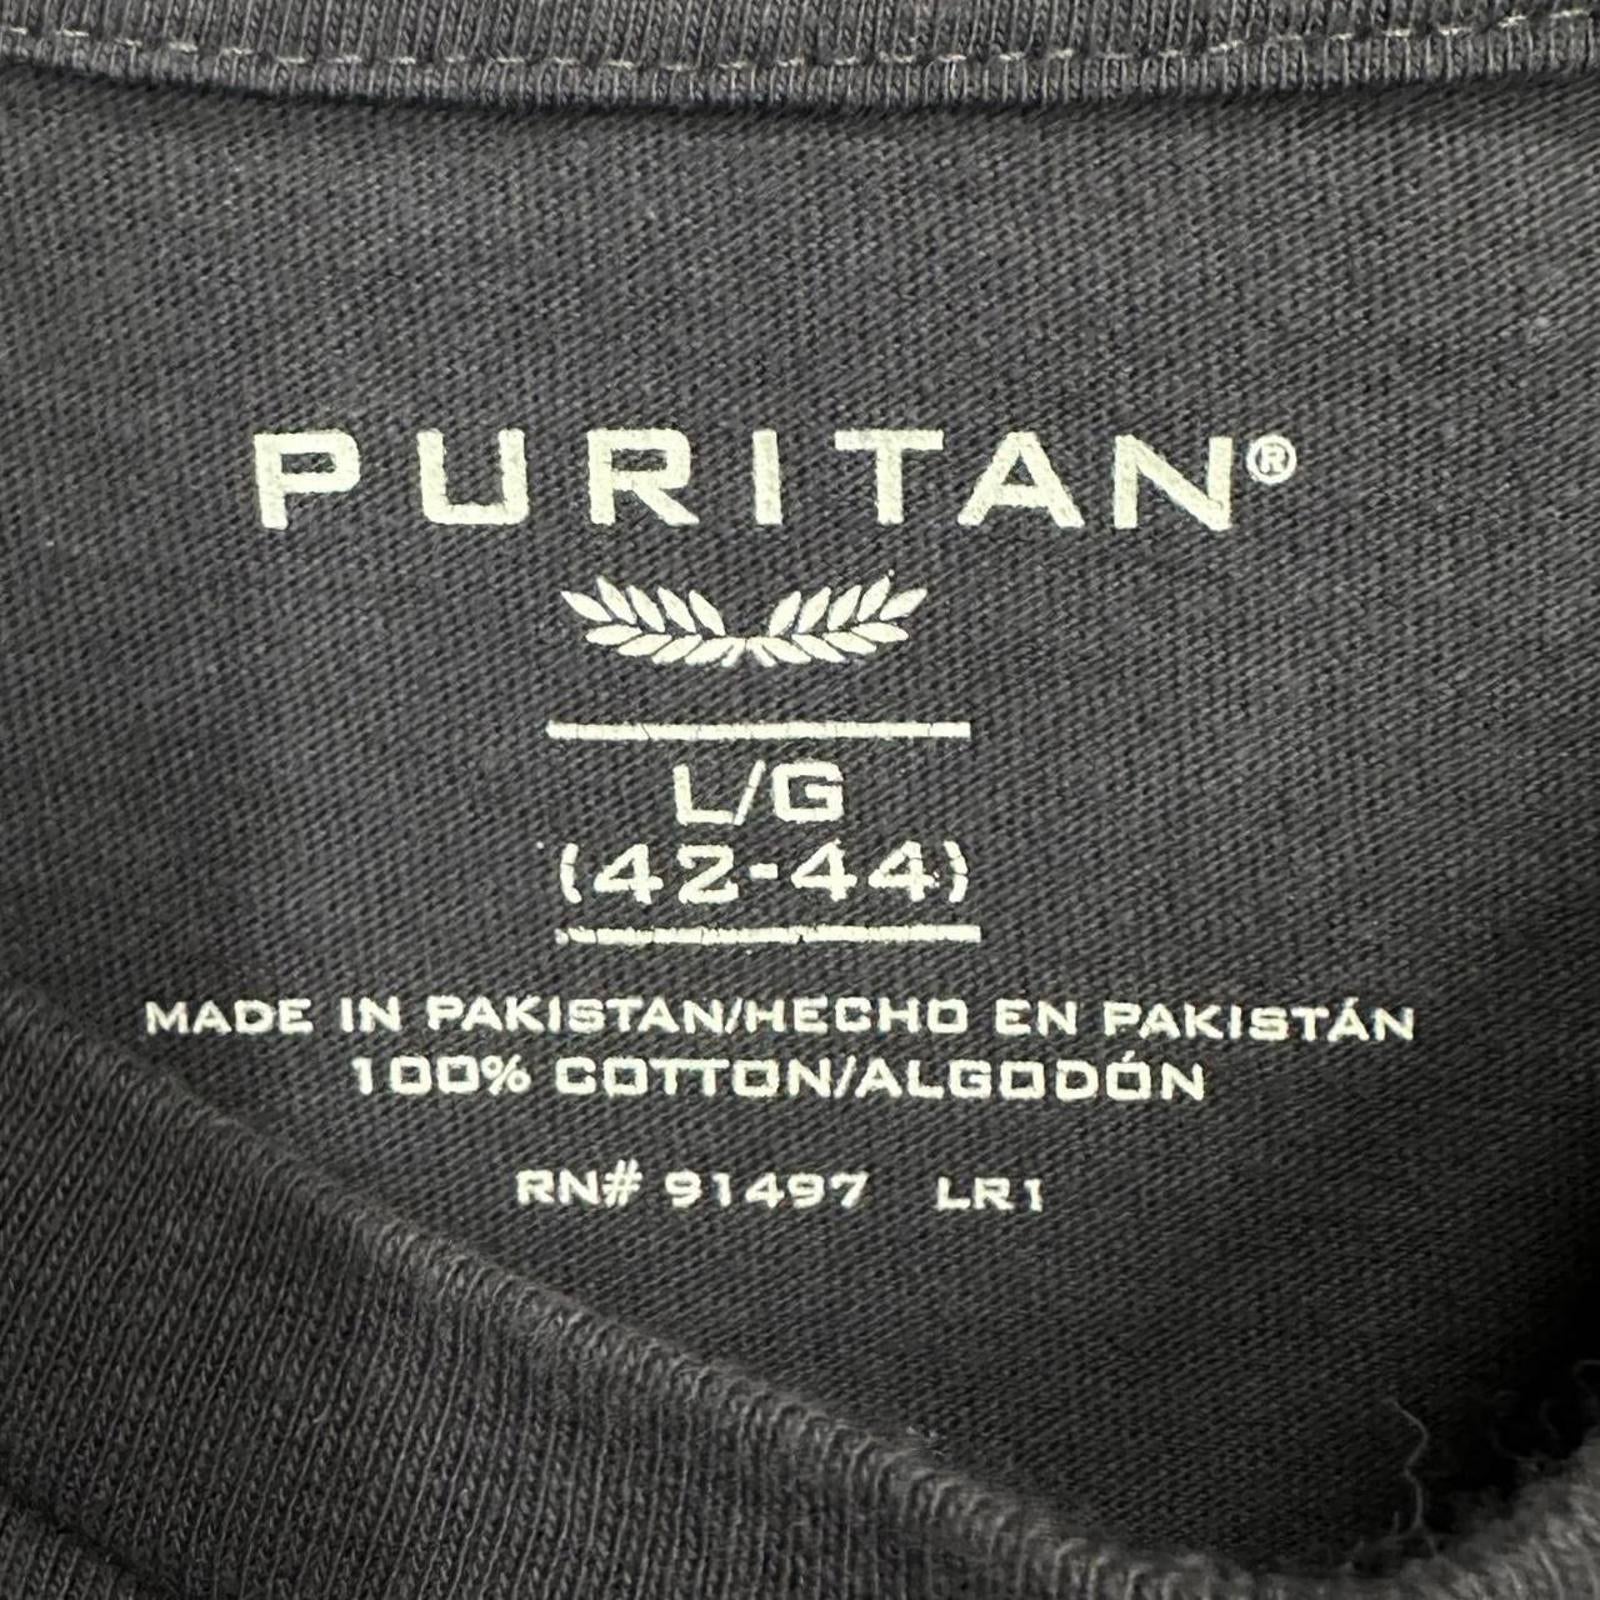 PURITAN®
L/G
(42-44)
MADE IN PAKISTAN/HECHO EN PAKISTÁN
100% COTTON/ALGODÓN
RN# 91497 LR1